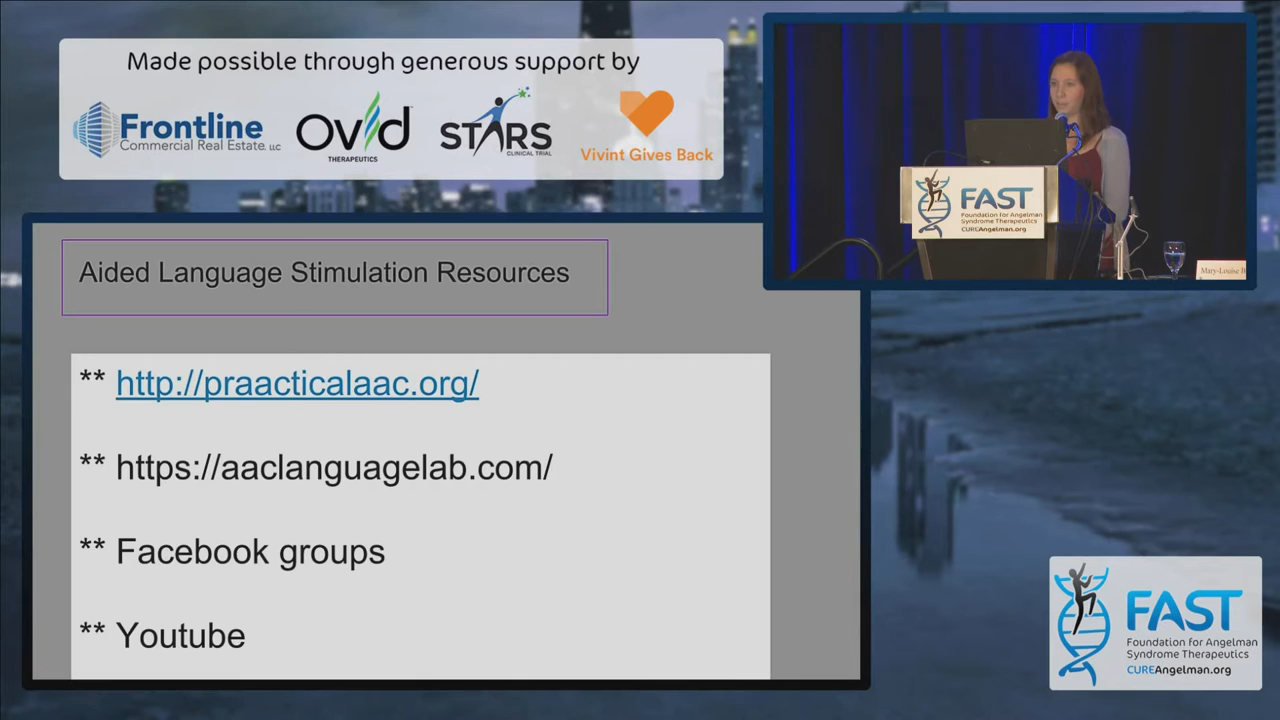 Made possible through generous support by
Frontline
Commercial Real Estate, LLC
OVID
THERAPEUTICS
STARS
CLINICAL TRIAL
Vivint Gives Back
FAST
Foundation for Angelman
Syndrome Therapeutics
CUREAngelman.org
Mary-Louise B
Aided Language Stimulation Resources
** http://praacticalaac.org/
** https://aaclanguagelab.com/
** Facebook groups
** Youtube
FAST
Foundation for Angelman
Syndrome Therapeutics
CUREAngelman.org